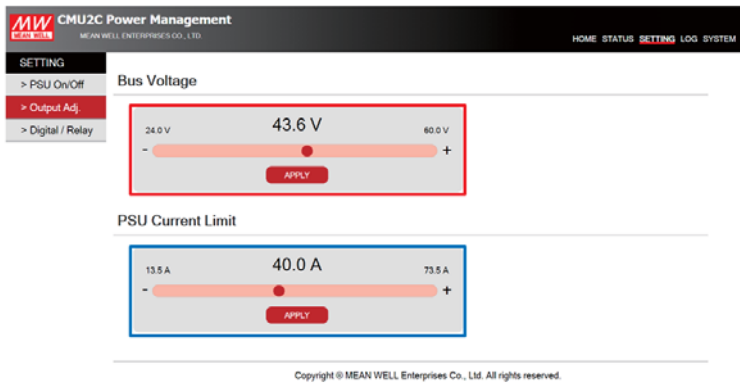 MW
MEAN WELL
CMU2C Power Management
MEAN WELL ENTERPRISES CO., LTD.
HOME STATUS SETTING LOG SYSTEM
SETTING
> PSU On/Off
> Output Adj.
> Digital / Relay
Bus Voltage
24.0 V 43.6 V 60.0 V
- +
APPLY
PSU Current Limit
13.5 A 40.0 A 73.5 A
- +
APPLY
Copyright © MEAN WELL Enterprises Co., Ltd. All rights reserved.